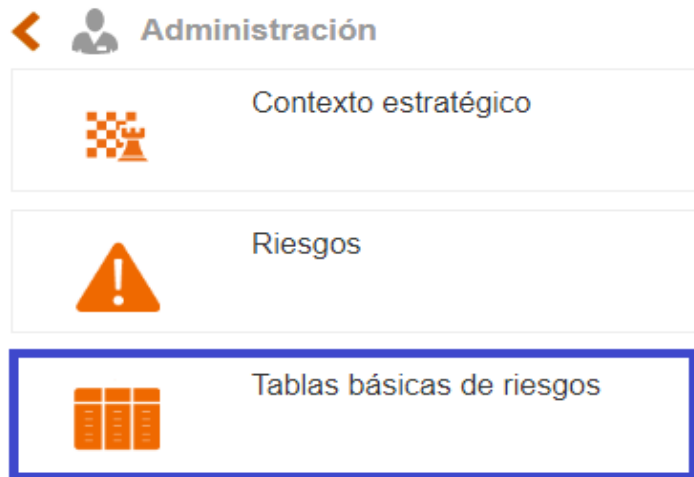 Administración
Contexto estratégico
Riesgos
Tablas básicas de riesgos